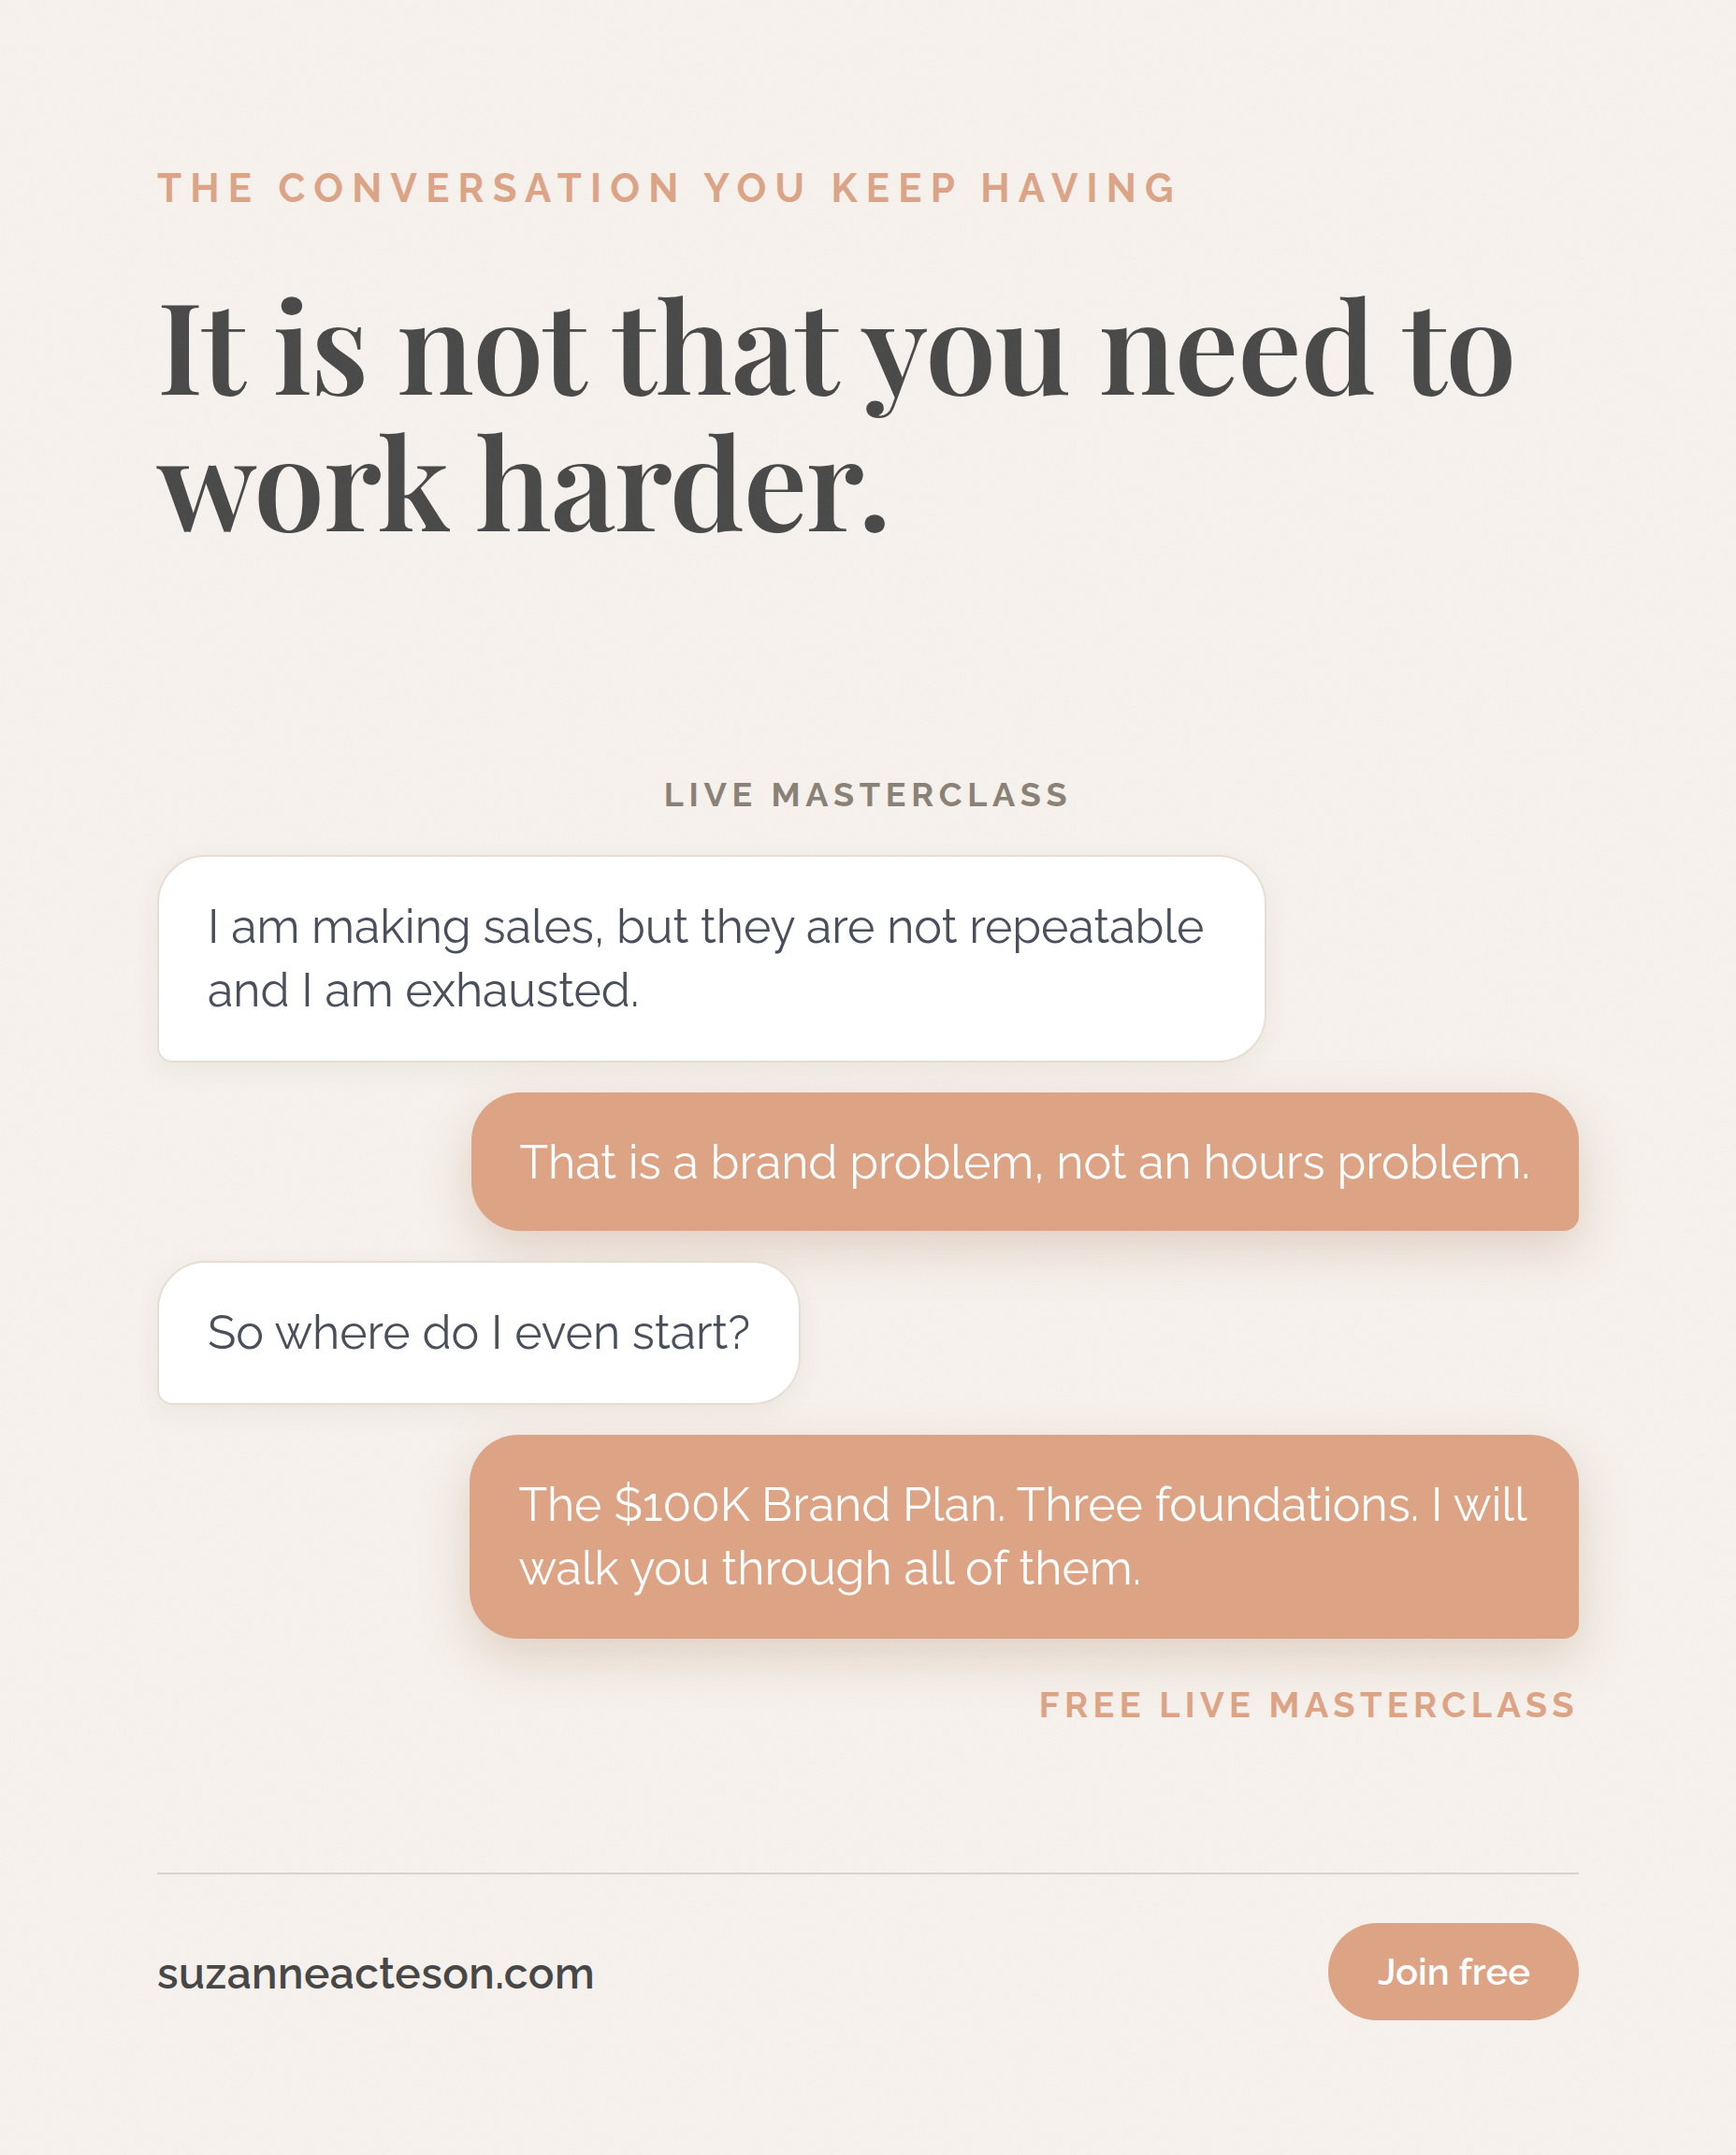 THE CONVERSATION YOU KEEP HAVING
It is not that you need to
work harder.
LIVE MASTERCLASS
I am making sales, but they are not repeatable
and I am exhausted.
That is a brand problem, not an hours problem.
So where do I even start?
The $100K Brand Plan. Three foundations. I will
walk you through all of them.
FREE LIVE MASTERCLASS
suzanneacteson.com
Join free